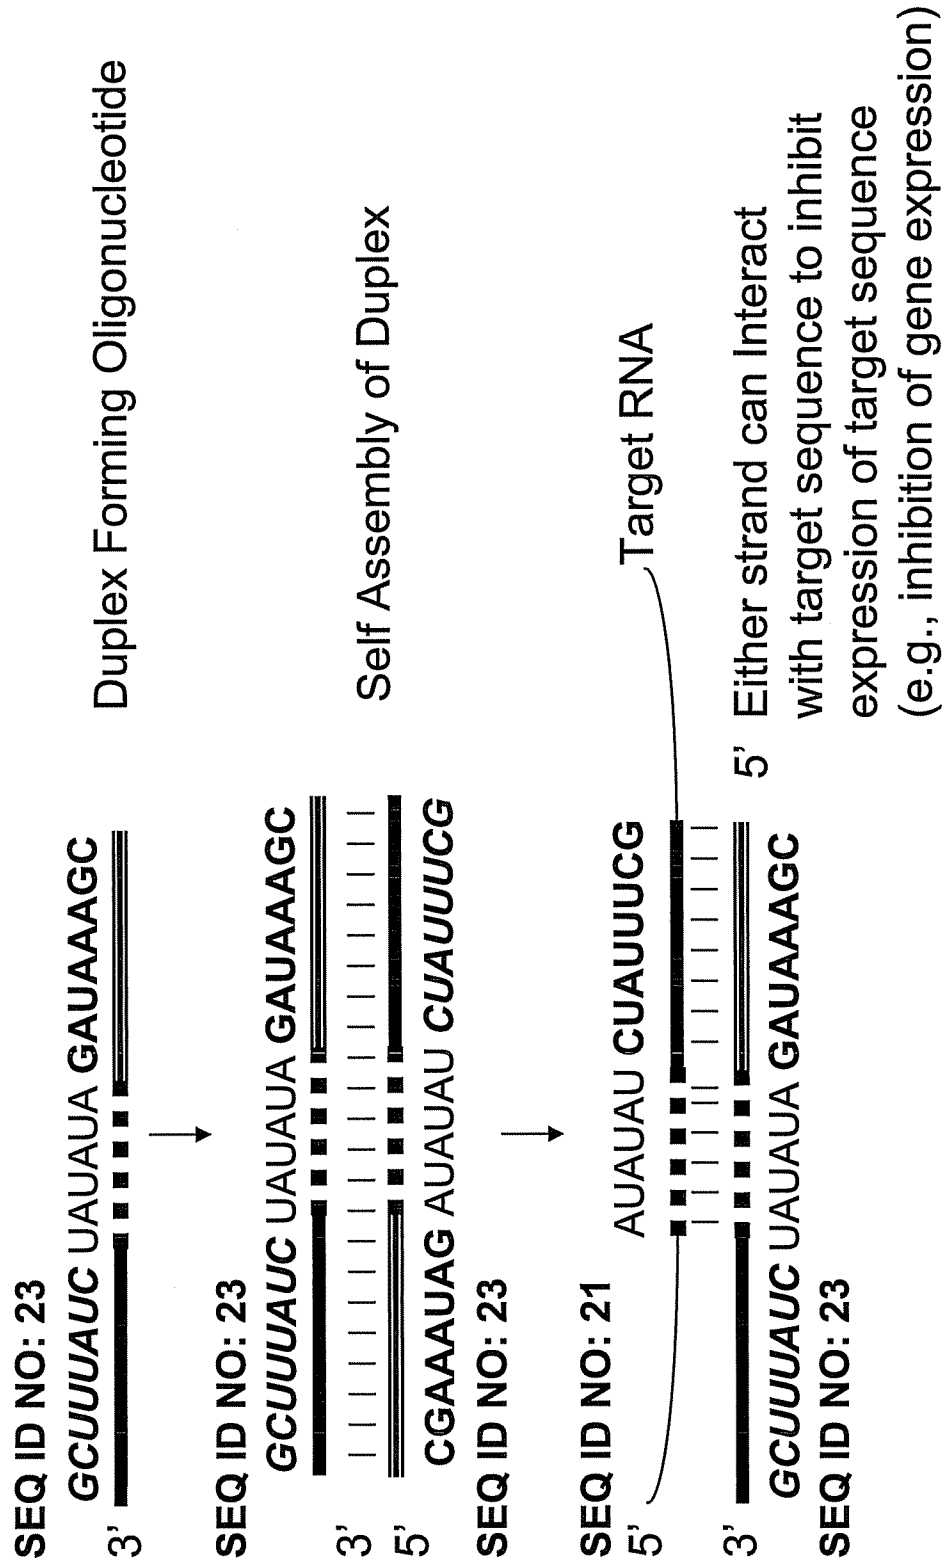 SEQ ID NO: 23
GCUUUAUC UAUAUA GAUAAAGC
3'
Duplex Forming Oligonucleotide
SEQ ID NO: 23
GCUUUAUC UAUAUA GAUAAAGC
3'
5'
Self Assembly of Duplex
CGAAAUAG AUAUAU CUAUUUCG
SEQ ID NO: 23
SEQ ID NO: 21
AUAUAU CUAUUUCG
5'
Target RNA
3'
5'
GCUUUAUC UAUAUA GAUAAAGC
SEQ ID NO: 23
Either strand can Interact
with target sequence to inhibit
expression of target sequence
(e.g., inhibition of gene expression)